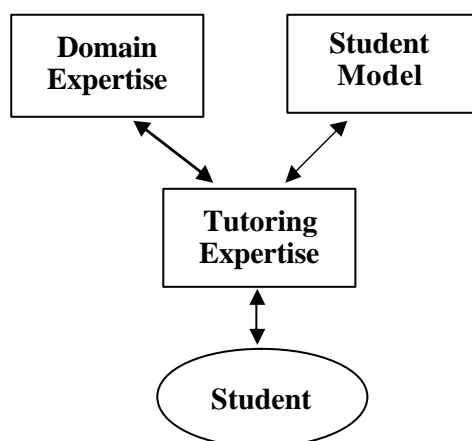 Domain
Expertise
Student
Model
Tutoring
Expertise
Student